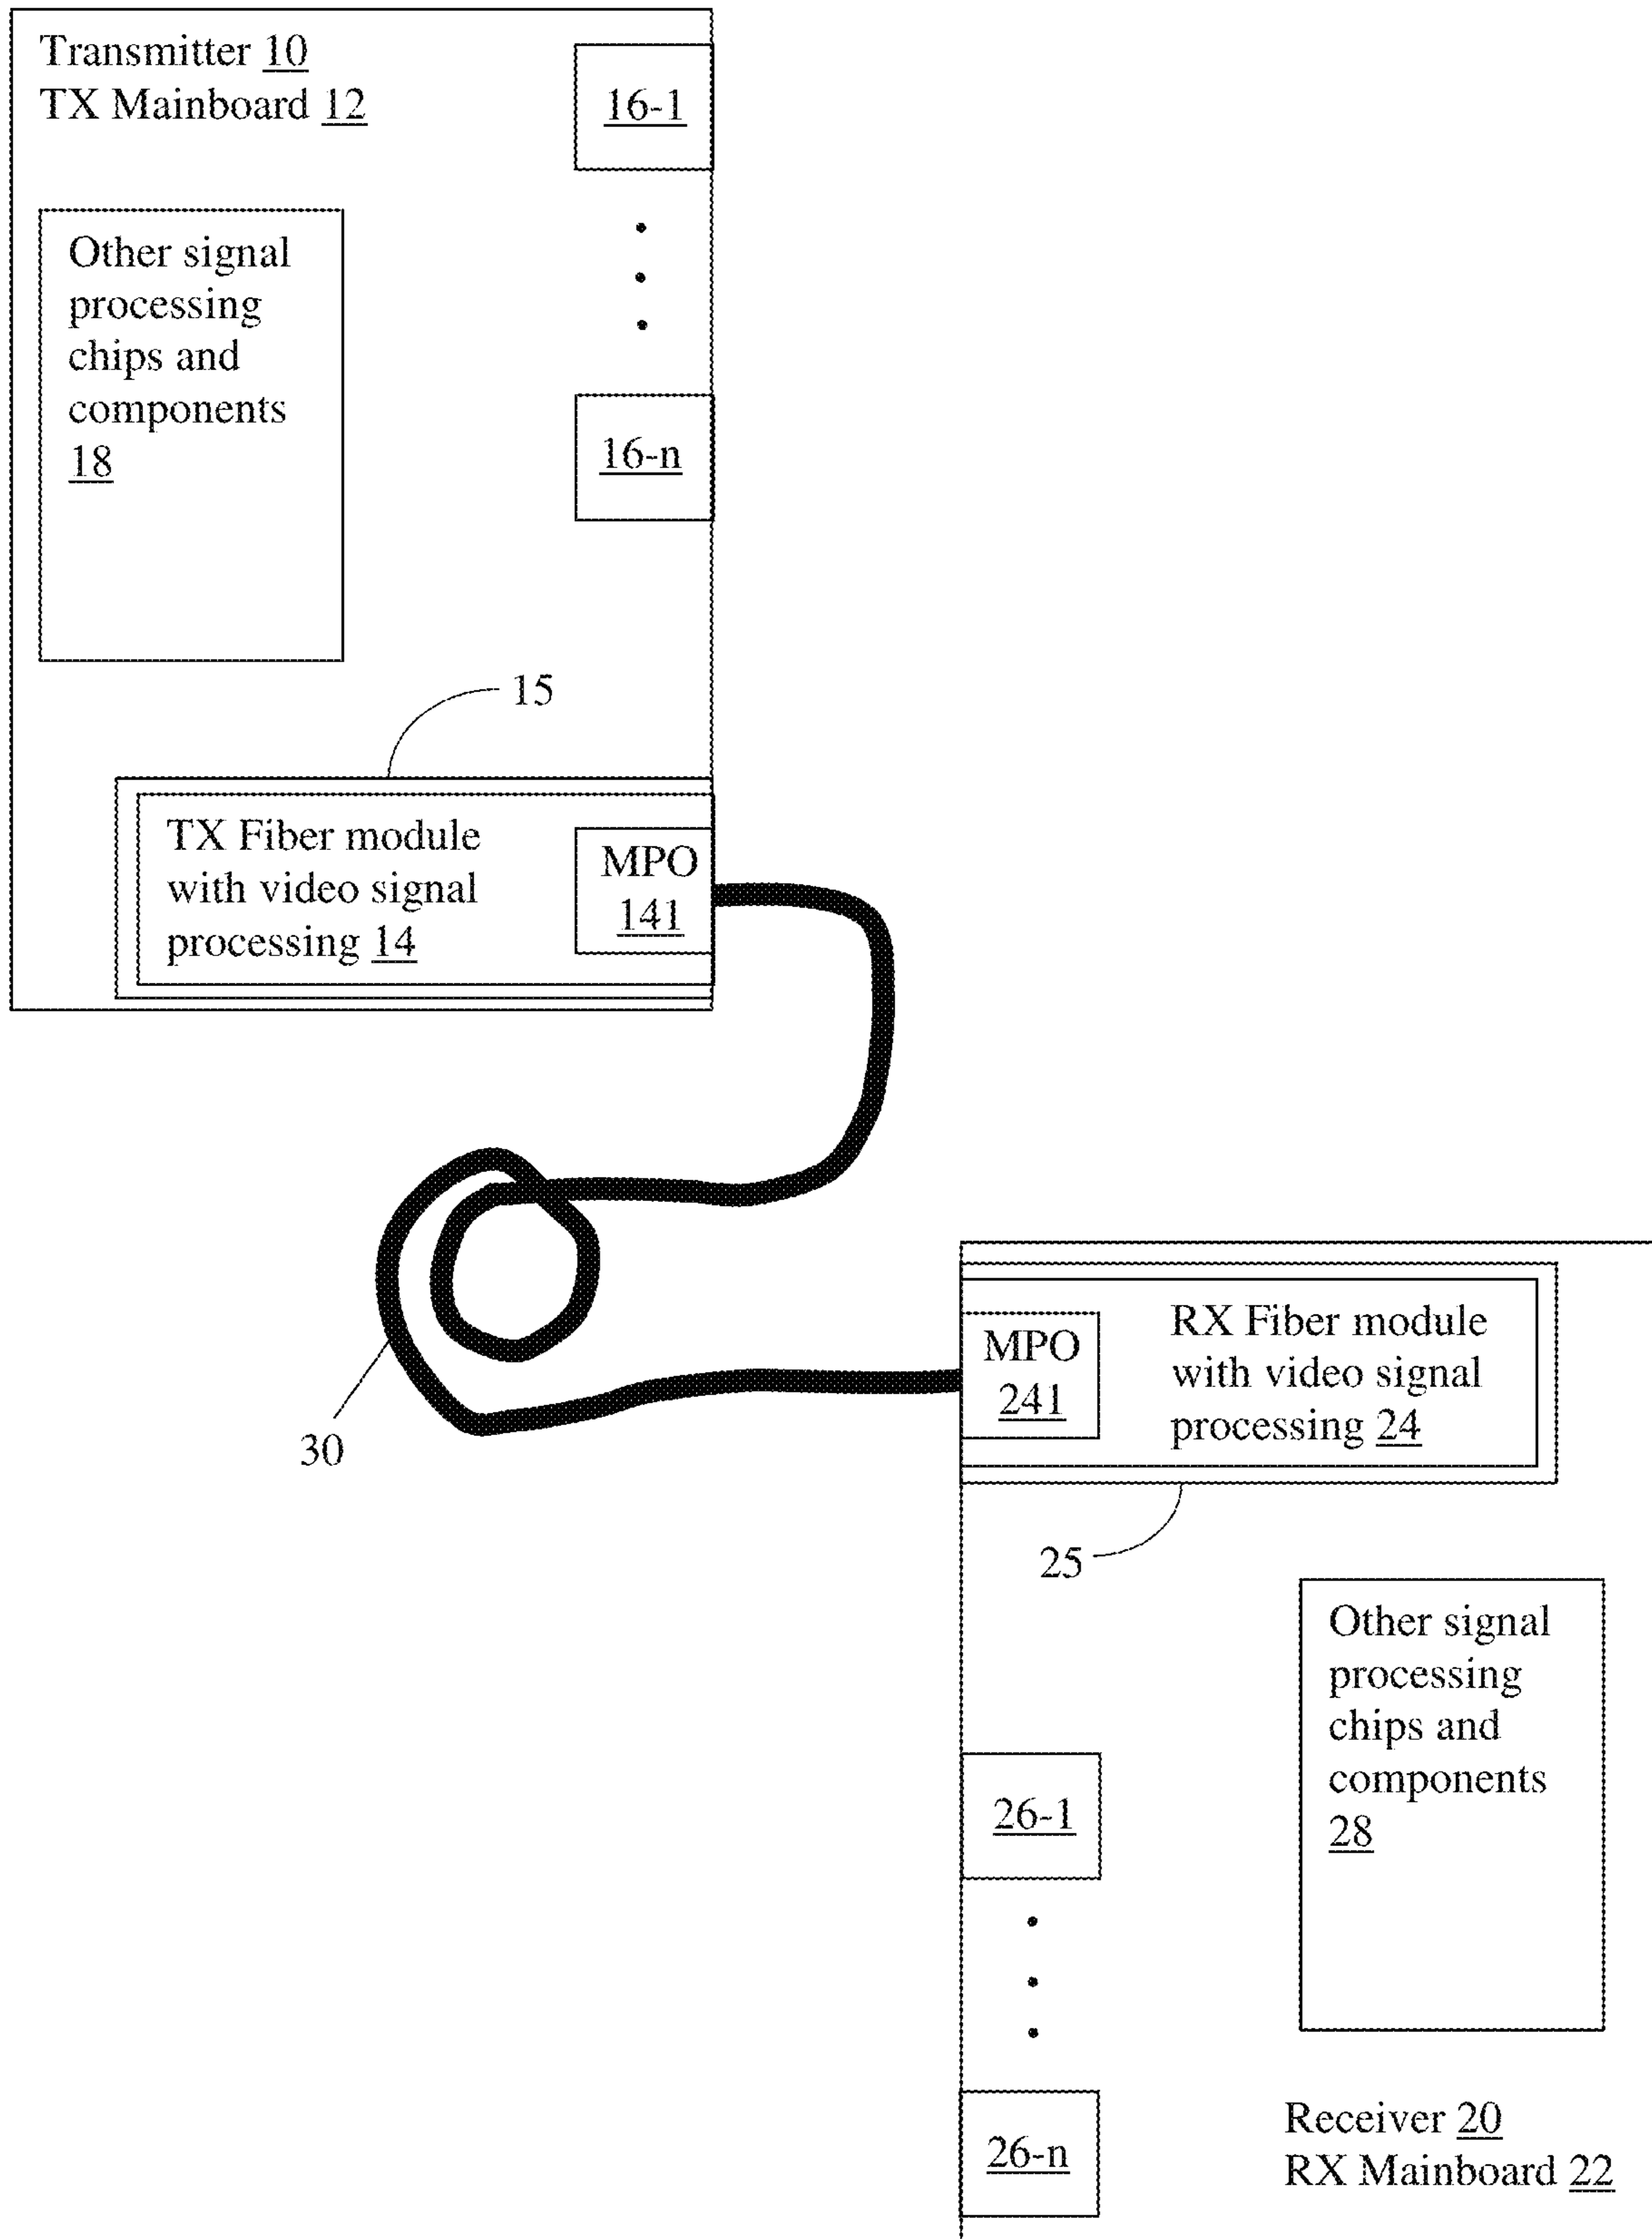 Transmitter 10
TX Mainboard 12
16-1
Other signal
processing
chips and
components
18
16-n
15
TX Fiber module
with video signal
processing 14
MPO
141
30
MPO
241
RX Fiber module
with video signal
processing 24
25
Other signal
processing
chips and
components
28
26-1
26-n
Receiver 20
RX Mainboard 22